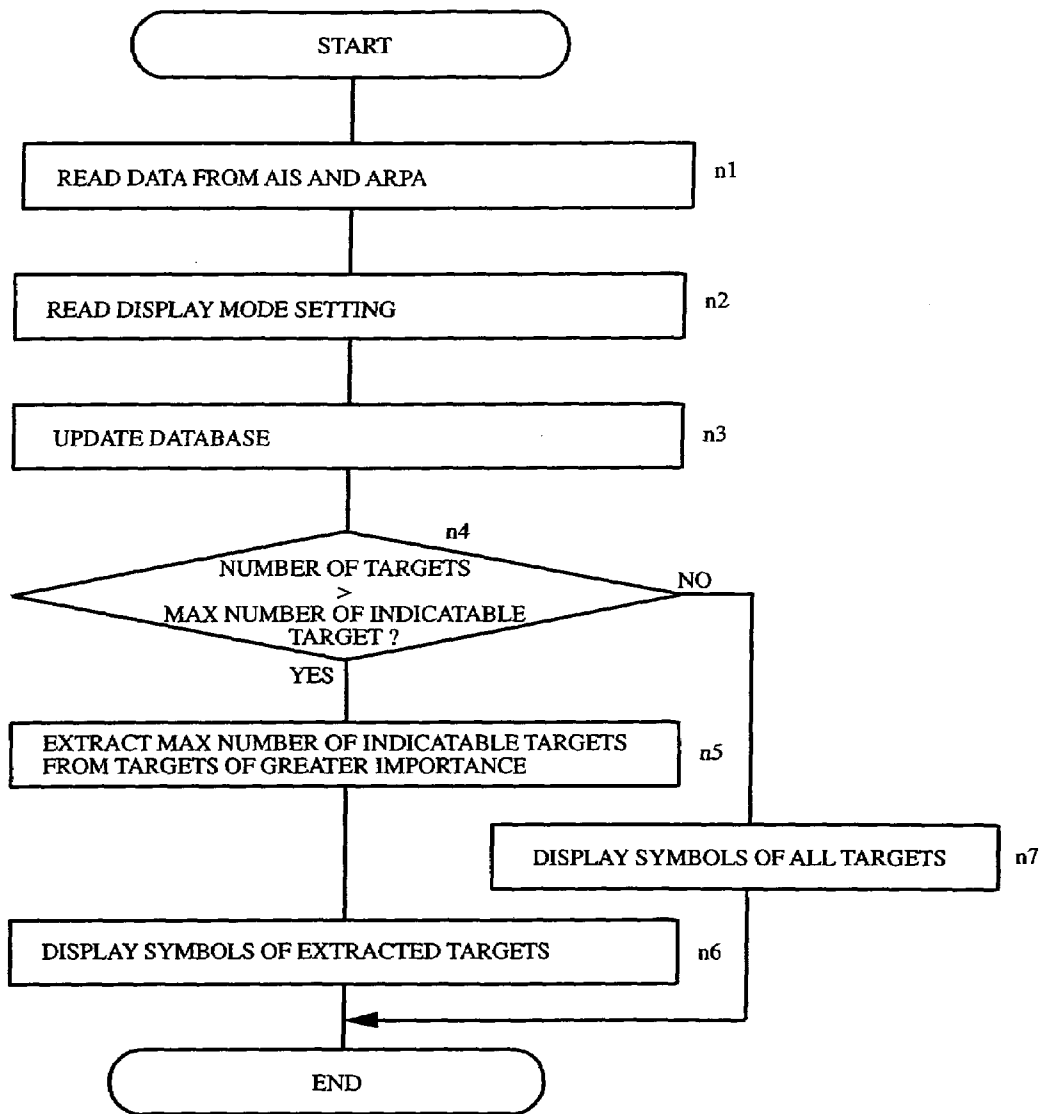 START
READ DATA FROM AIS AND ARPA
n1
READ DISPLAY MODE SETTING
n2
UPDATE DATABASE
n3
n4
NUMBER OF TARGETS
>
MAX NUMBER OF INDICATABLE
TARGET ?
NO
YES
EXTRACT MAX NUMBER OF INDICATABLE TARGETS
FROM TARGETS OF GREATER IMPORTANCE
n5
DISPLAY SYMBOLS OF ALL TARGETS
n7
DISPLAY SYMBOLS OF EXTRACTED TARGETS
n6
END